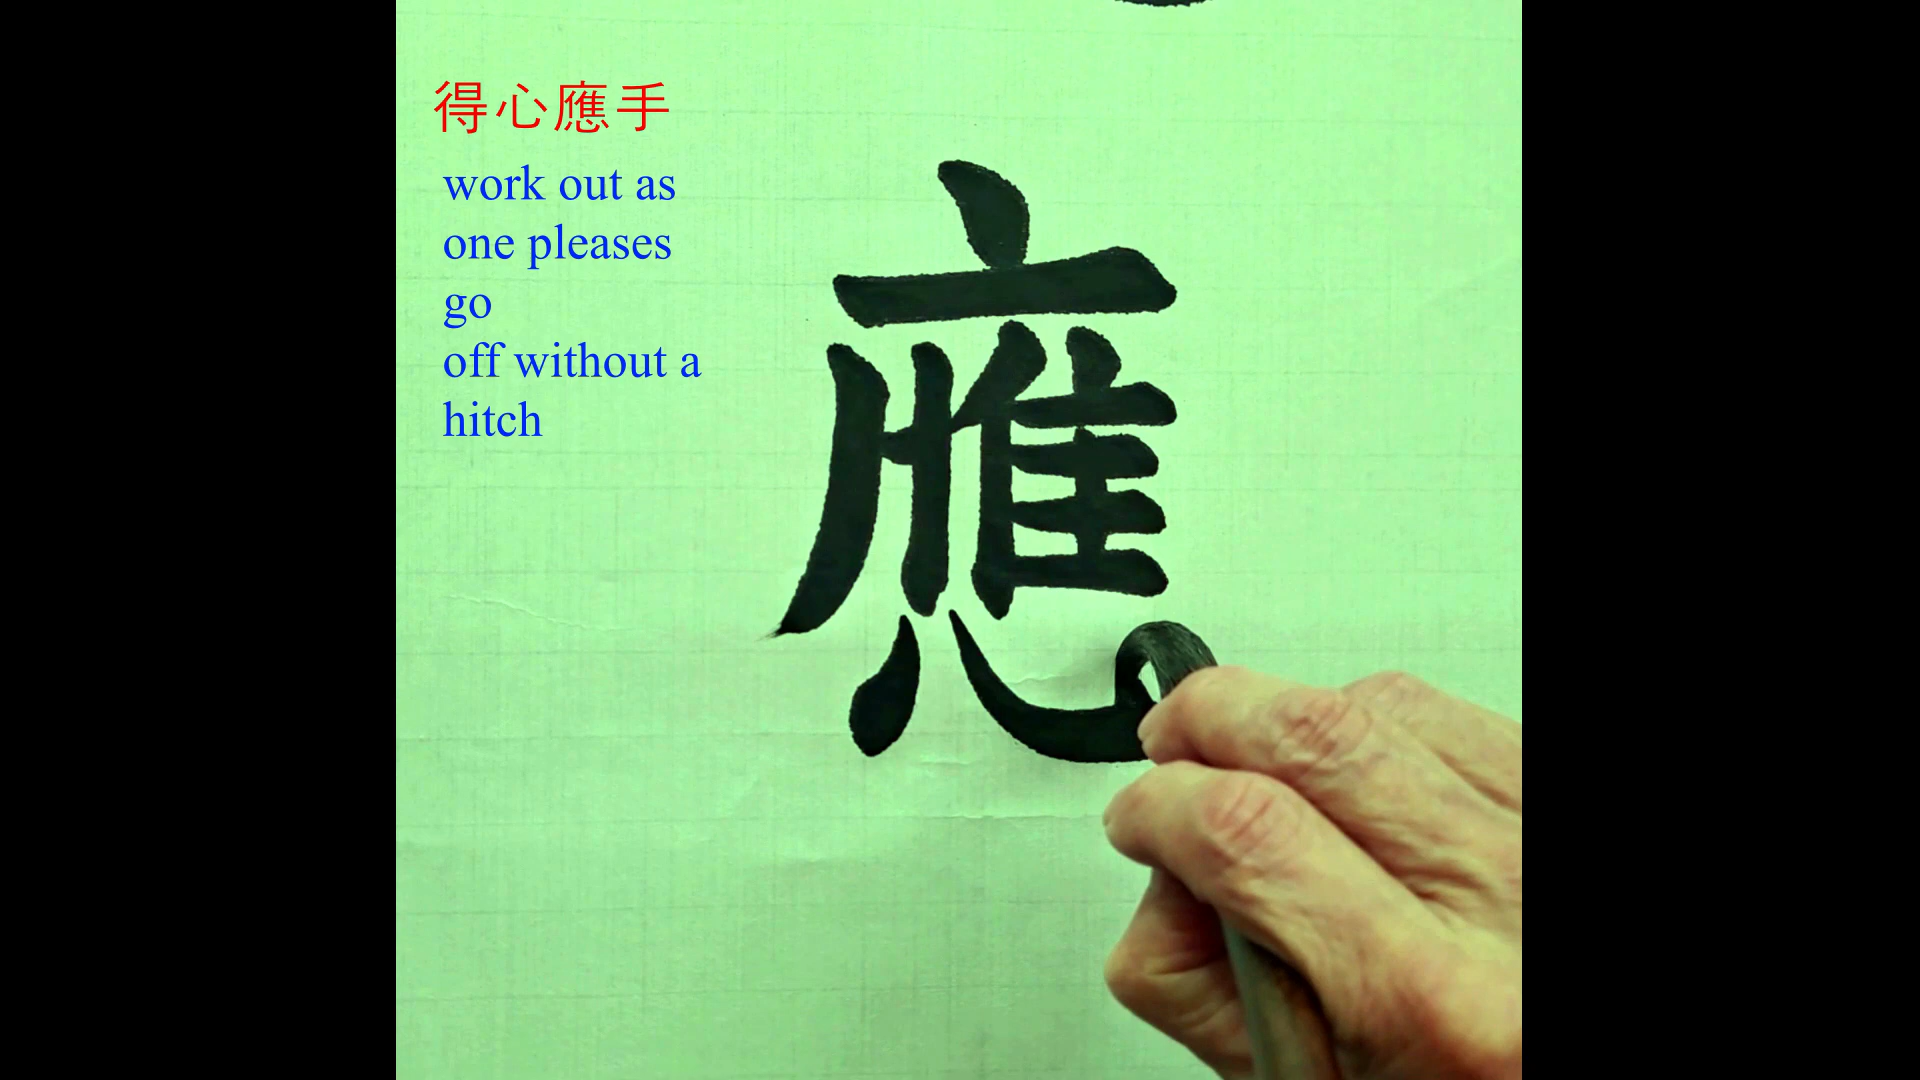 得心應手
work out as
one pleases
go
off without a
hitch
應